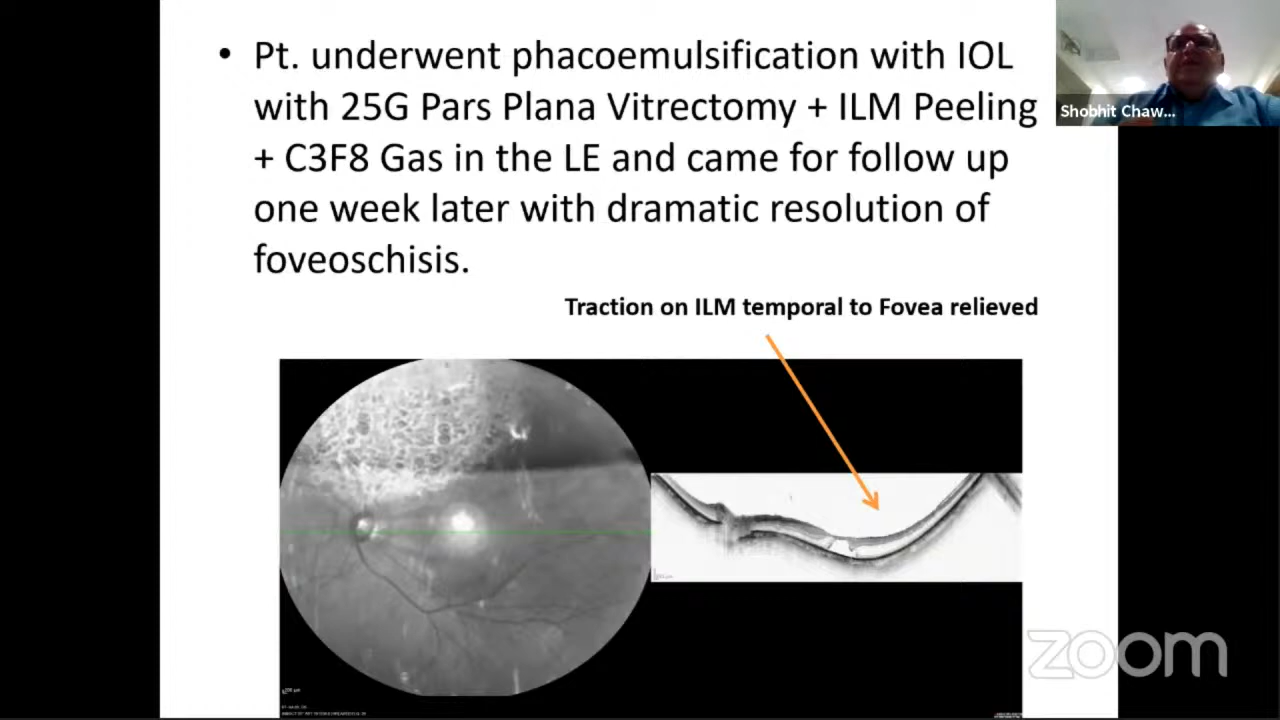 • Pt. underwent phacoemulsification with IOL
with 25G Pars Plana Vitrectomy + ILM Peeling
+ C3F8 Gas in the LE and came for follow up
one week later with dramatic resolution of
foveoschisis.
Shobhit Chaw...
Traction on ILM temporal to Fovea relieved
zoom